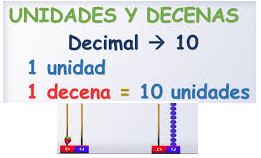 UNIDADES Y DECENAS
Decimal → 10
1 unidad
1 decena = 10 unidades
D U D U